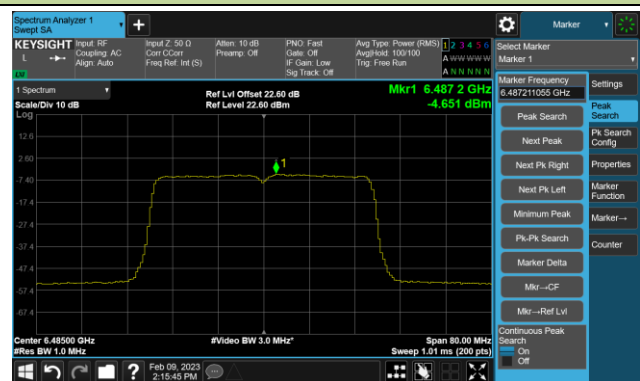 Spectrum Analyzer 1
Swept SA
Marker
KEYSIGHT
Input: RF
Coupling: AC
Align: Auto
Input Z: 50 Ω
Corr CCorr
Freq Ref: Int (S)
Atten: 10 dB
Preamp: Off
PNO: Fast
Gate: Off
IF Gain: Low
Sig Track: Off
Avg Type: Power (RMS)
Avg|Hold: 100/100
Trig: Free Run
1 2 3 4 5 6
A W W W W W
A N N N N N
L
LW
Select Marker
Marker 1
1 Spectrum
Scale/Div 10 dB
Log
Ref Lvl Offset 22.60 dB
Ref Level 22.60 dBm
Mkr1 6.487 2 GHz
-4.651 dBm
12.6
2.60
-7.40
-17.4
-27.4
-37.4
-47.4
-57.4
-67.4
1
Center 6.48500 GHz
#Res BW 1.0 MHz
#Video BW 3.0 MHz*
Span 80.00 MHz
Sweep 1.01 ms (200 pts)
Marker Frequency
6.487211055 GHz
Peak Search
Next Peak
Next Pk Right
Next Pk Left
Minimum Peak
Pk-Pk Search
Marker Delta
Mkr→CF
Mkr→Ref Lvl
Continuous Peak
Search
On
Off
Settings
Peak
Search
Pk Search
Config
Properties
Marker
Function
Marker→
Counter
?
Feb 09, 2023
2:15:45 PM